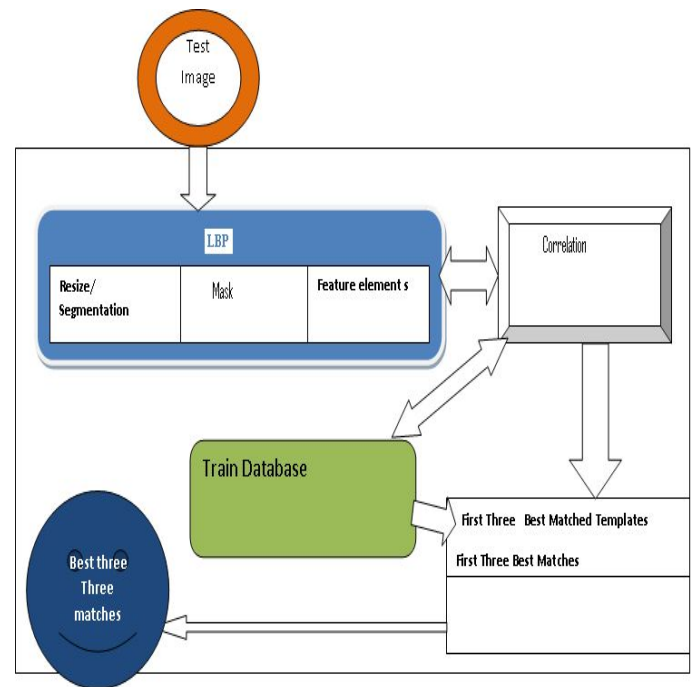 Test
Image
LBP
Resize/
Segmentation
Mask
Feature element s
Correlation
Train Database
First Three Best Matched Templates
First Three Best Matches
Best three
Three
matches